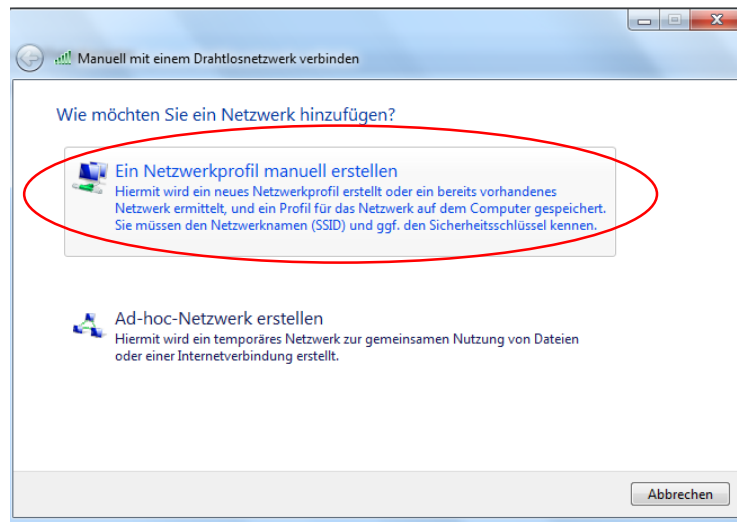 Manuell mit einem Drahtlosnetzwerk verbinden
Wie möchten Sie ein Netzwerk hinzufügen?
Ein Netzwerkprofil manuell erstellen
Hiermit wird ein neues Netzwerkprofil erstellt oder ein bereits vorhandenes
Netzwerk ermittelt, und ein Profil für das Netzwerk auf dem Computer gespeichert.
Sie müssen den Netzwerknamen (SSID) und ggf. den Sicherheitsschlüssel kennen.
Ad-hoc-Netzwerk erstellen
Hiermit wird ein temporäres Netzwerk zur gemeinsamen Nutzung von Dateien
oder einer Internetverbindung erstellt.
Abbrechen